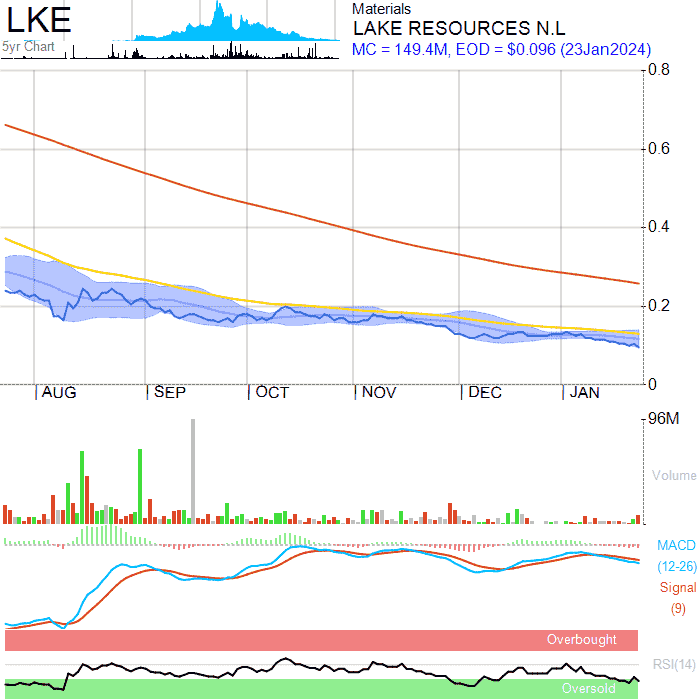 LKE
5yr Chart
Materials
LAKE RESOURCES N.L
MC = 149.4M, EOD = $0.096 (23Jan2024)
0.8
0.6
0.4
0.2
0
AUG SEP OCT NOV DEC JAN
96M
Volume
MACD
(12-26)
Signal
(9)
Overbought
RSI(14)
Oversold